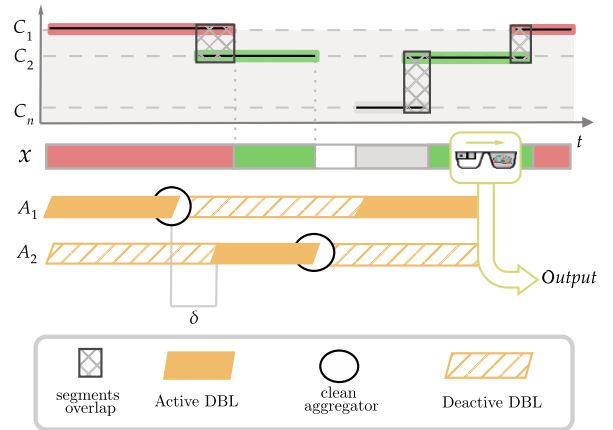 C1
C2
Cn
t
x
A1
A2
δ
Output
segments
overlap
Active DBL
clean
aggregator
Deactive DBL